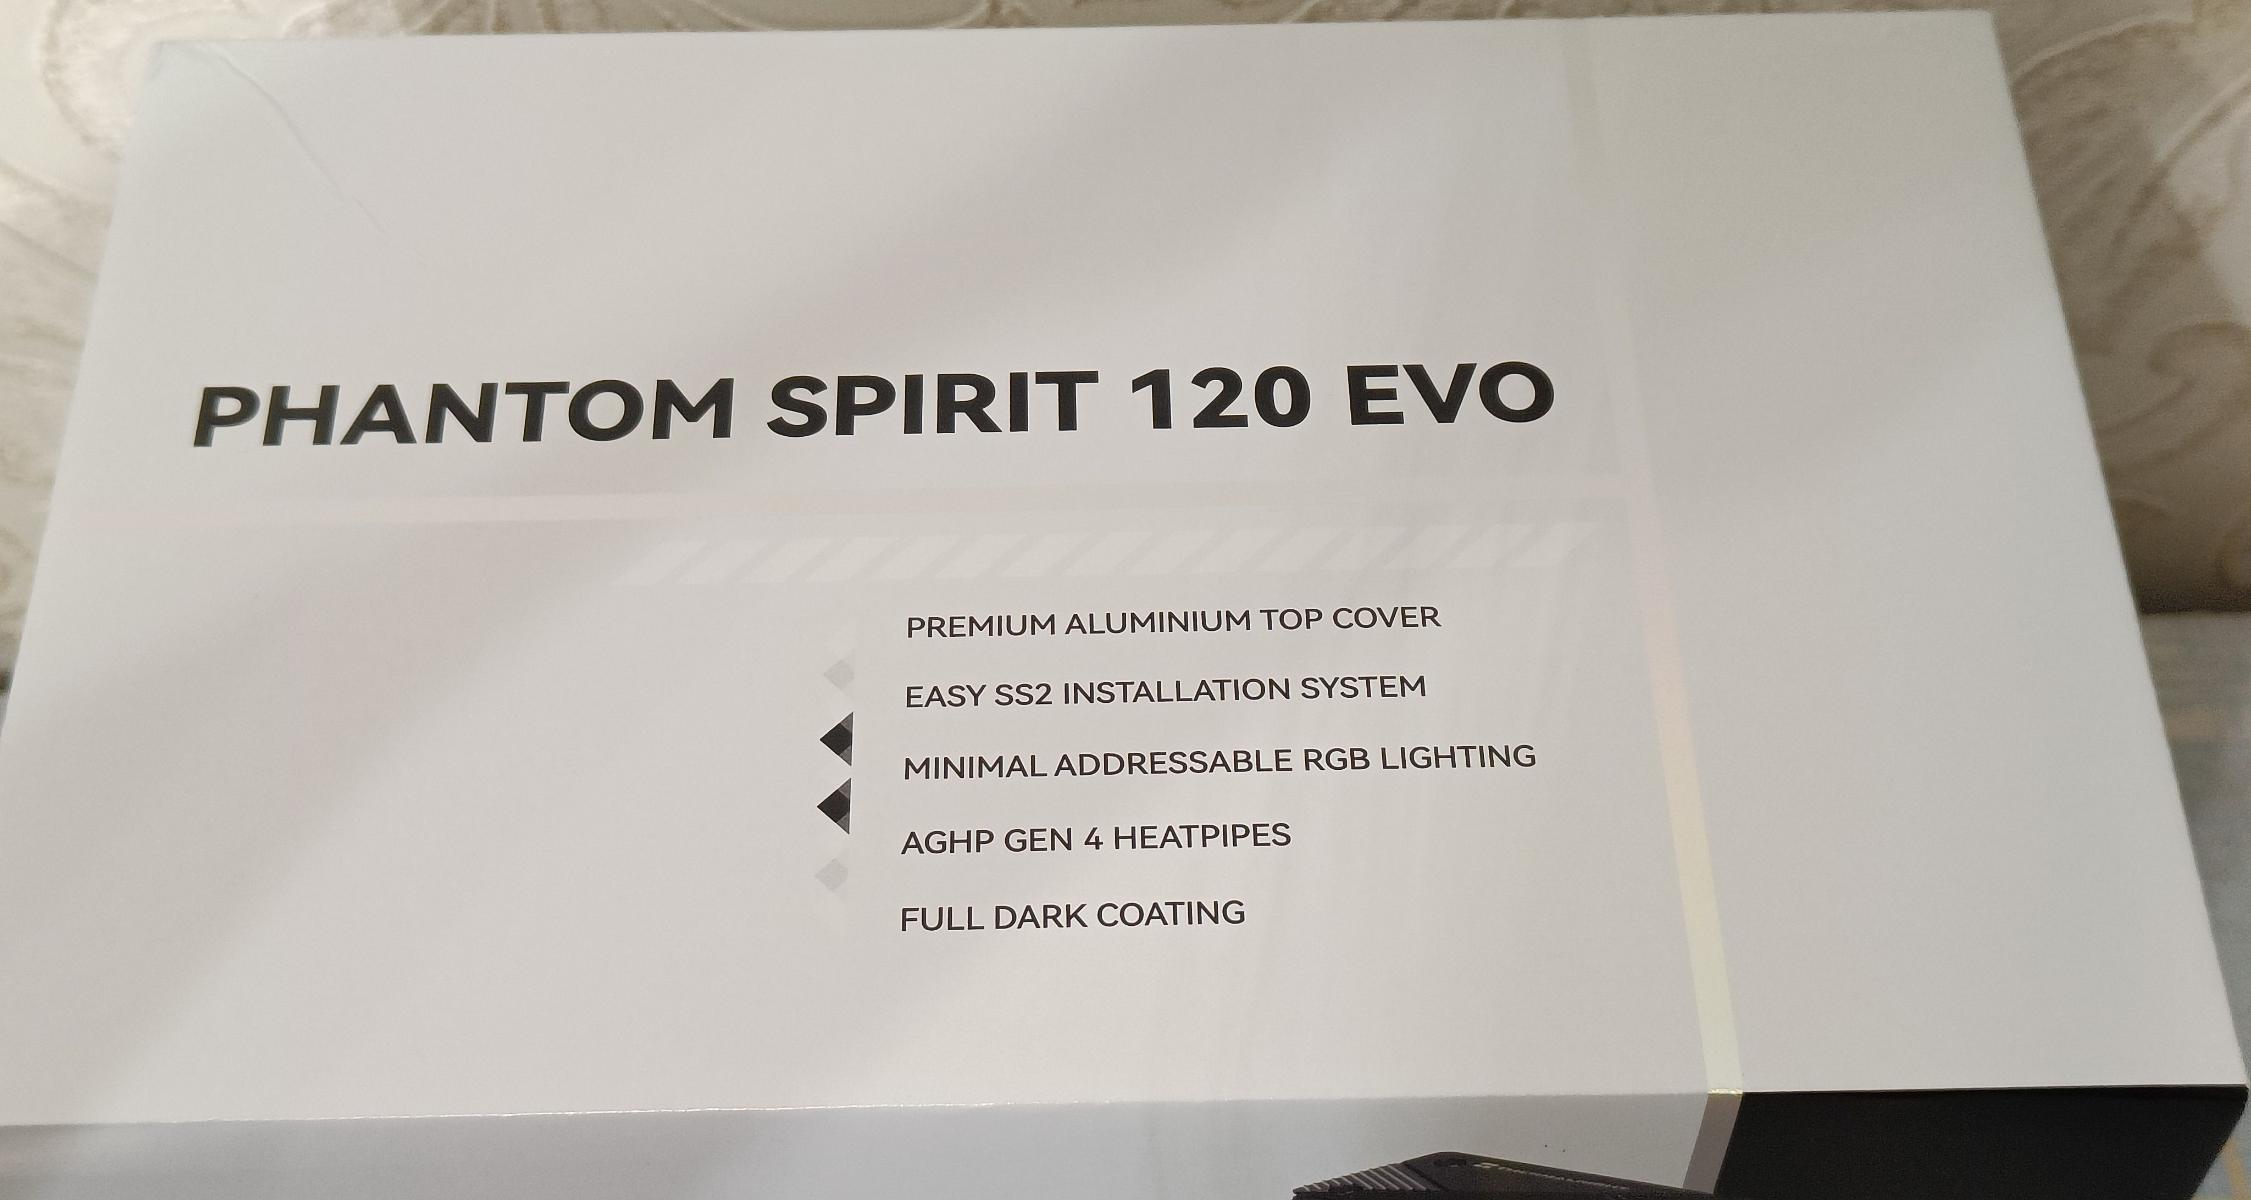 PHANTOM SPIRIT 120 EVO
PREMIUM ALUMINIUM TOP COVER
EASY SS2 INSTALLATION SYSTEM
MINIMAL ADDRESSABLE RGB LIGHTING
AGHP GEN 4 HEATPIPES
FULL DARK COATING